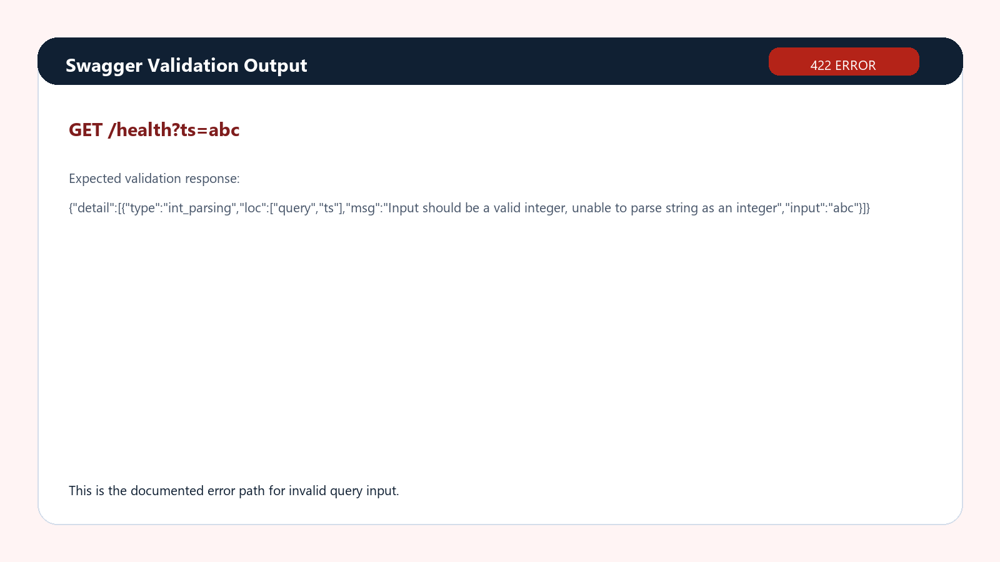 Swagger Validation Output
422 ERROR
GET /health?ts=abc
Expected validation response:
{"detail":[{"type":"int_parsing","loc":["query","ts"],"msg":"Input should be a valid integer, unable to parse string as an integer","input":"abc"}]}
This is the documented error path for invalid query input.